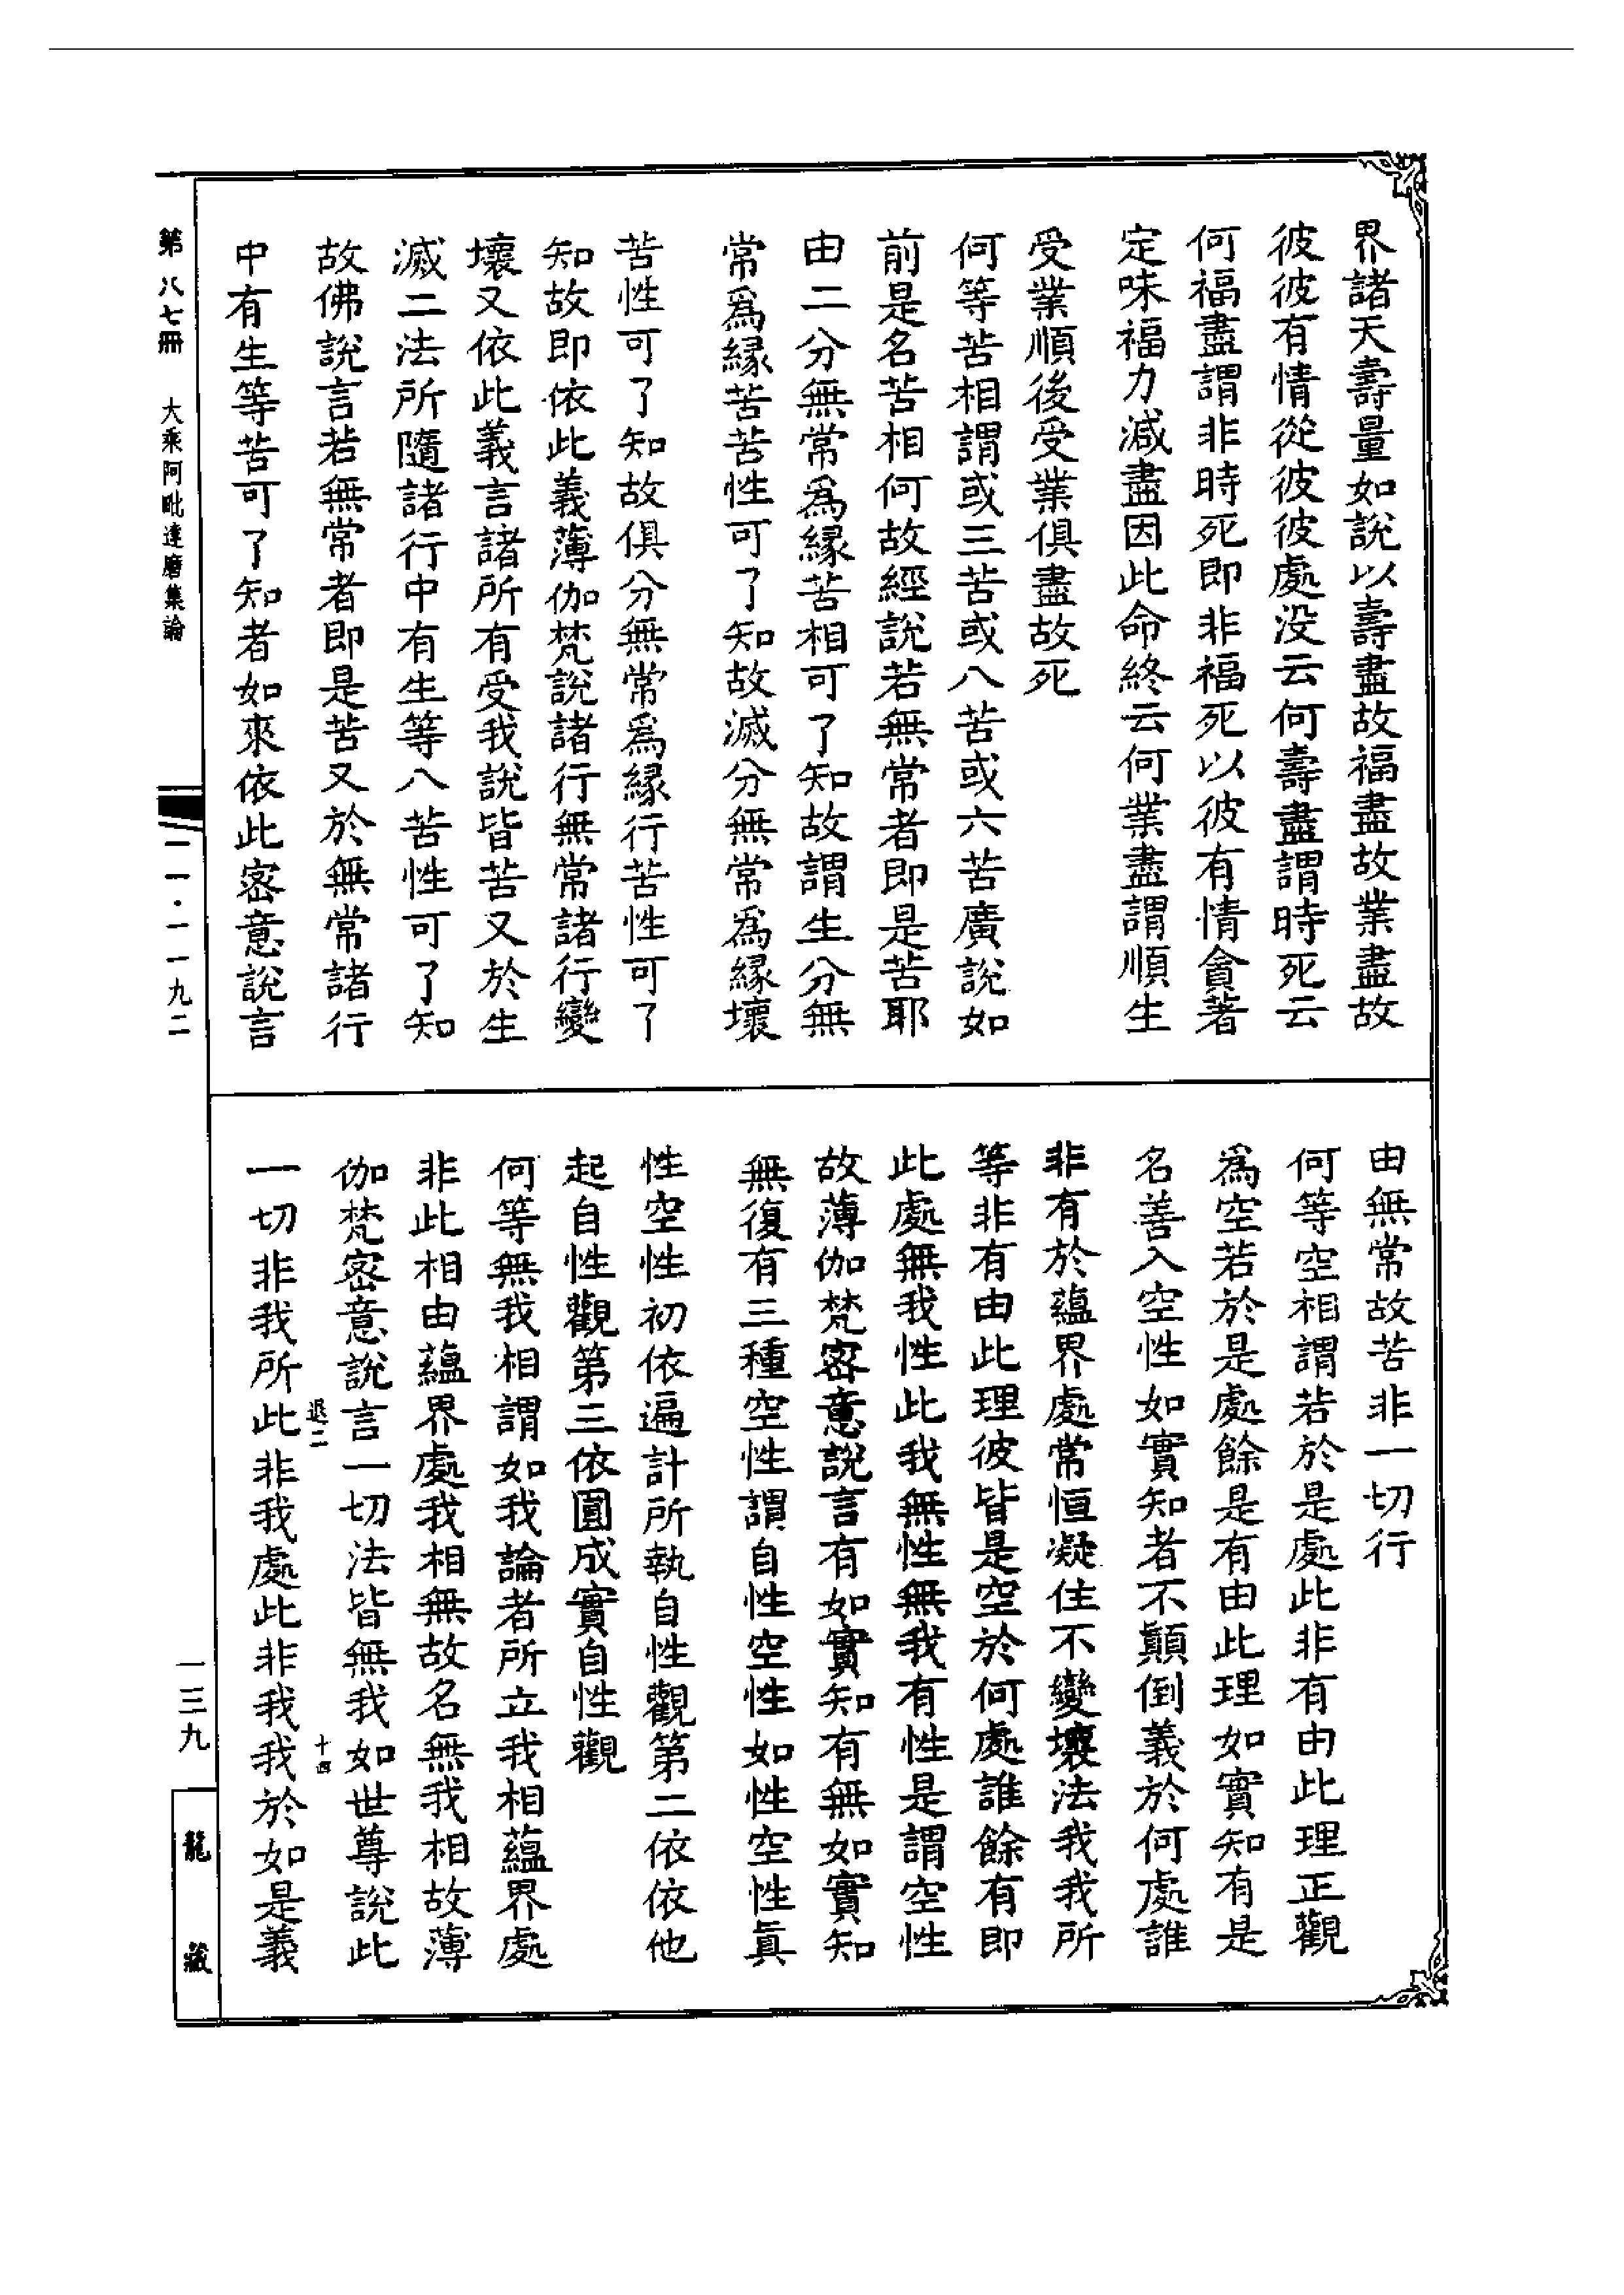 界諸天壽量如說以壽盡故福盡故業盡故
彼彼有情從彼彼處没云何壽盡謂時死云
何福盡謂非時死即非福死以彼有情貪著
定味福力減盡因此命終云何業盡謂順生
受業順後受業俱盡故死
何等苦相謂或三苦或八苦或六苦廣說如
前是名苦相何故經說若無常者即是苦耶
由二分無常爲緣苦相可了知故謂生分無
常爲緣苦苦性可了知故滅分無常爲緣壞
苦性可了知故俱分無常爲緣行苦性可了
知故即依此義薄伽梵說諸行無常諸行變
壞又依此義言諸所有受我說皆苦又於生
滅二法所隨諸行中有生等八苦性可了知
故佛說言若無常者即是苦又於無常諸行
中有生等苦可了知者如來依此密意說言
由無常故苦非一切行
何等空相謂若於是處此非有由此理正觀
爲空若於是處餘是有由此理如實知有是
名善入空性如實知者不顚倒義於何處誰
非有於蘊界處常恒凝住不變壞法我我所
等非有由此理彼皆是空於何處誰餘有即
此處無我性此我無性無我有性是謂空性
故薄伽梵密意說言有如實知有無如實知
無復有三種空性謂自性空性如性空性眞
性空性初依遍計所執自性觀第二依依他
起自性觀第三依圓成實自性觀
何等無我相謂如我論者所立我相蘊界處
非此相由蘊界處我相無故名無我相故薄
伽梵密意說言一切法皆無我如世尊說此
一切非我所此非我處此非我我於如是義
退二
十四
第八七冊 大乘阿毗達磨集論
一一·一一九二
一三九
龍藏